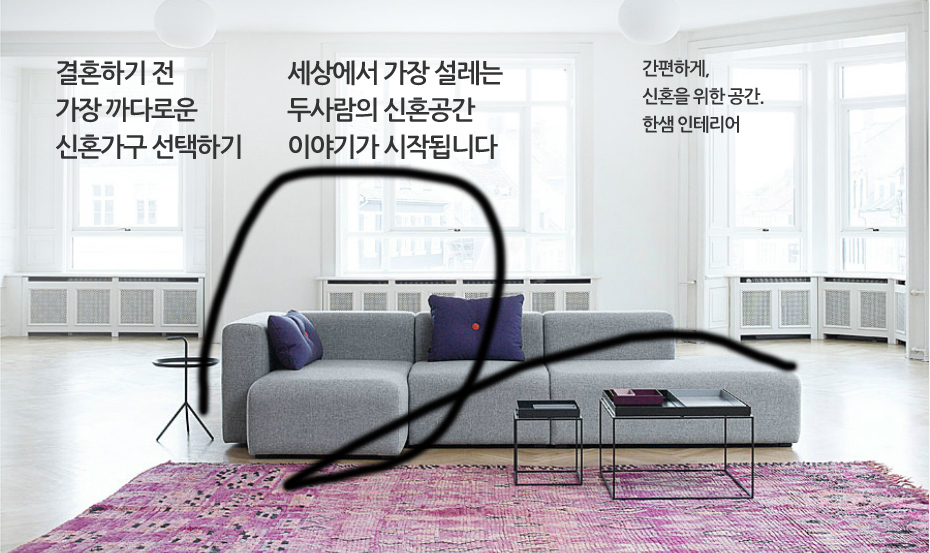 결혼하기 전
가장 까다로운
신혼가구 선택하기
세상에서 가장 설레는
두사람의 신혼공간
이야기가 시작됩니다
간편하게,
신혼을 위한 공간.
한샘 인테리어